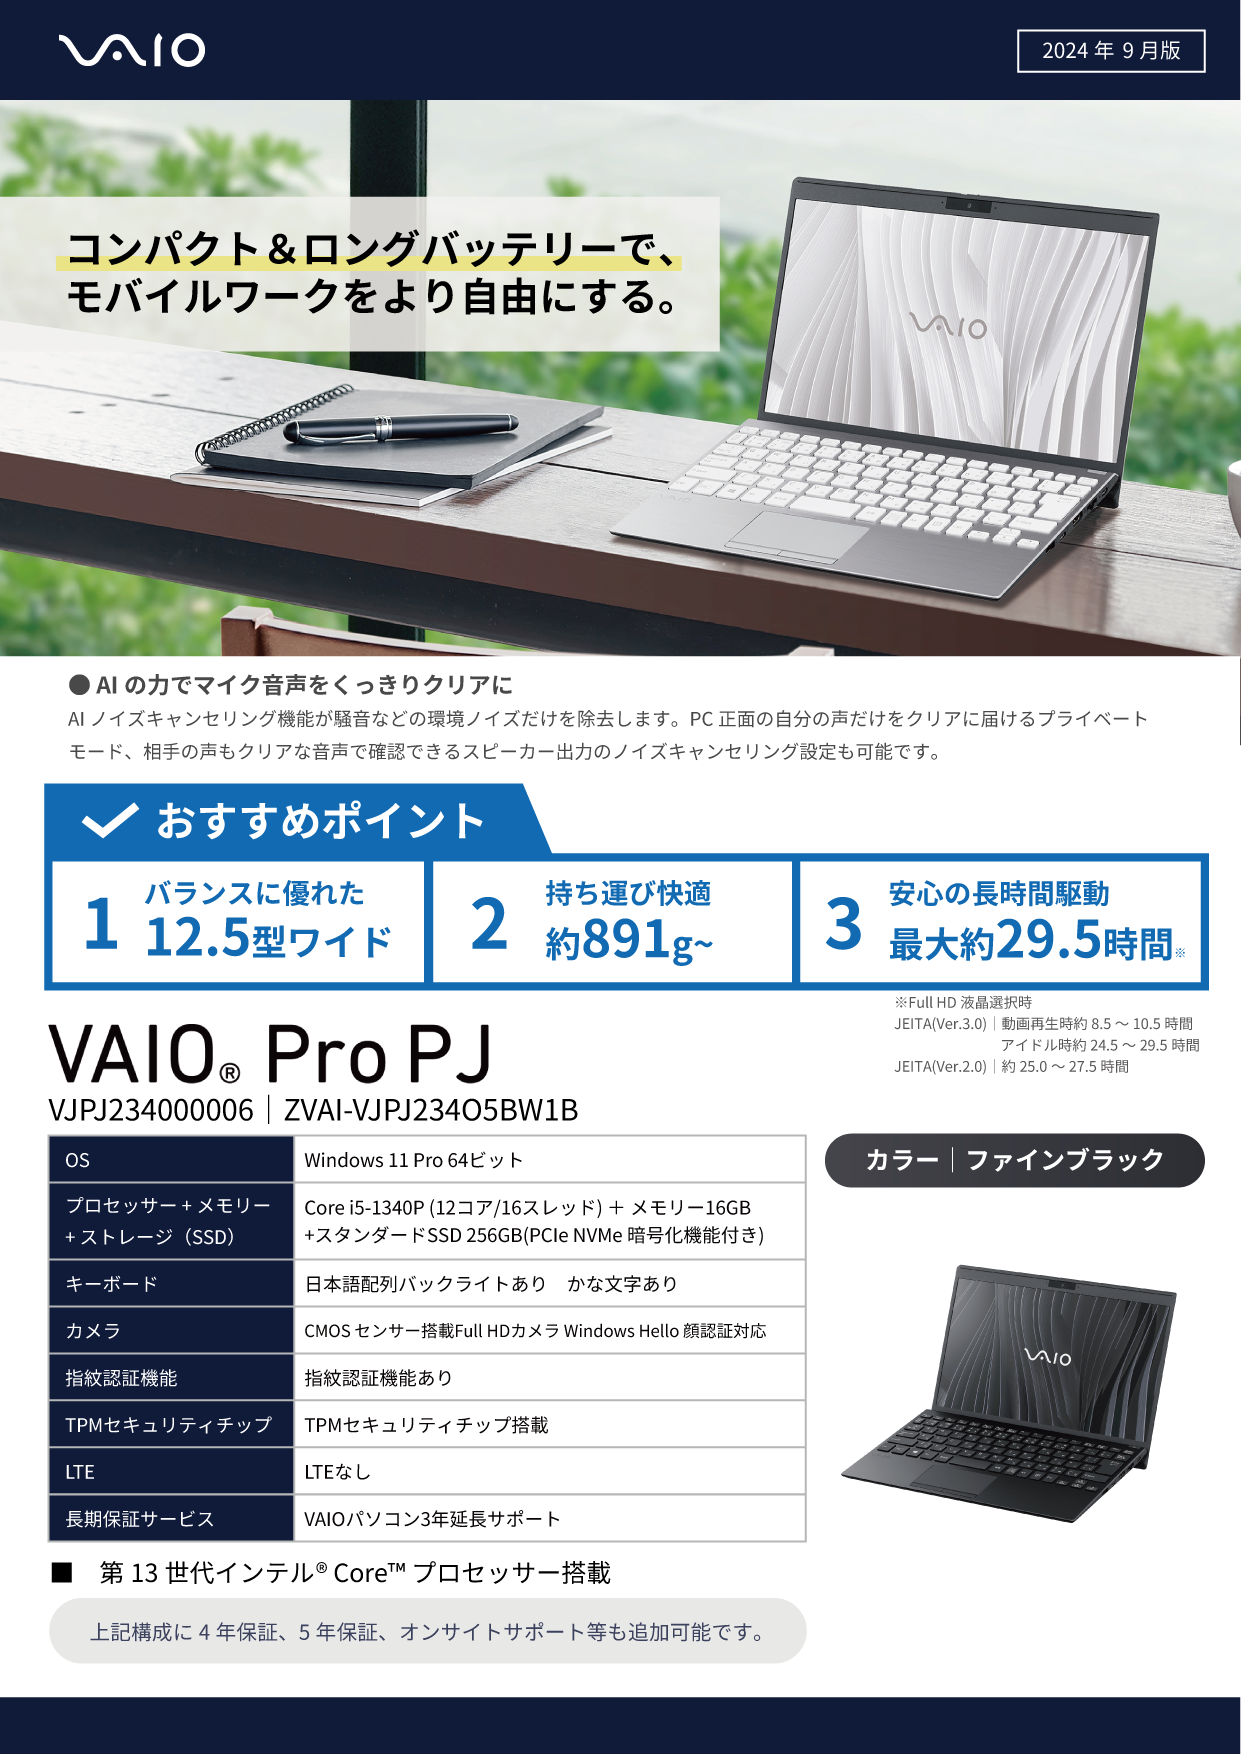 VAIO
2024 年 9 月版
コンパクト＆ロングバッテリーで、
モバイルワークをより自由にする。
VAIO
● AI の力でマイク音声をくっきりクリアに
AI ノイズキャンセリング機能が騒音などの環境ノイズだけを除去します。PC 正面の自分の声だけをクリアに届けるプライベート
モード、相手の声もクリアな音声で確認できるスピーカー出力のノイズキャンセリング設定も可能です。
おすすめポイント
1 バランスに優れた
12.5型ワイド
2 持ち運び快適
約891g~
3 安心の長時間駆動
最大約29.5時間※
※Full HD 液晶選択時
JEITA(Ver.3.0)｜動画再生時約 8.5 ～ 10.5 時間
アイドル時約 24.5 ～ 29.5 時間
JEITA(Ver.2.0)｜約 25.0 ～ 27.5 時間
VAIO® Pro PJ
VJPJ234000006｜ZVAI-VJPJ234O5BW1B
OS Windows 11 Pro 64ビット
プロセッサー + メモリー
+ ストレージ（SSD）
Core i5-1340P (12コア/16スレッド) ＋ メモリー16GB
+スタンダードSSD 256GB(PCIe NVMe 暗号化機能付き)
キーボード 日本語配列バックライトあり　かな文字あり
カメラ CMOS センサー搭載Full HDカメラ Windows Hello 顔認証対応
指紋認証機能 指紋認証機能あり
TPMセキュリティチップ TPMセキュリティチップ搭載
LTE LTEなし
長期保証サービス VAIOパソコン3年延長サポート
カラー｜ファインブラック
VAIO
■　第 13 世代インテル® Core™ プロセッサー搭載
上記構成に 4 年保証、5 年保証、オンサイトサポート等も追加可能です。